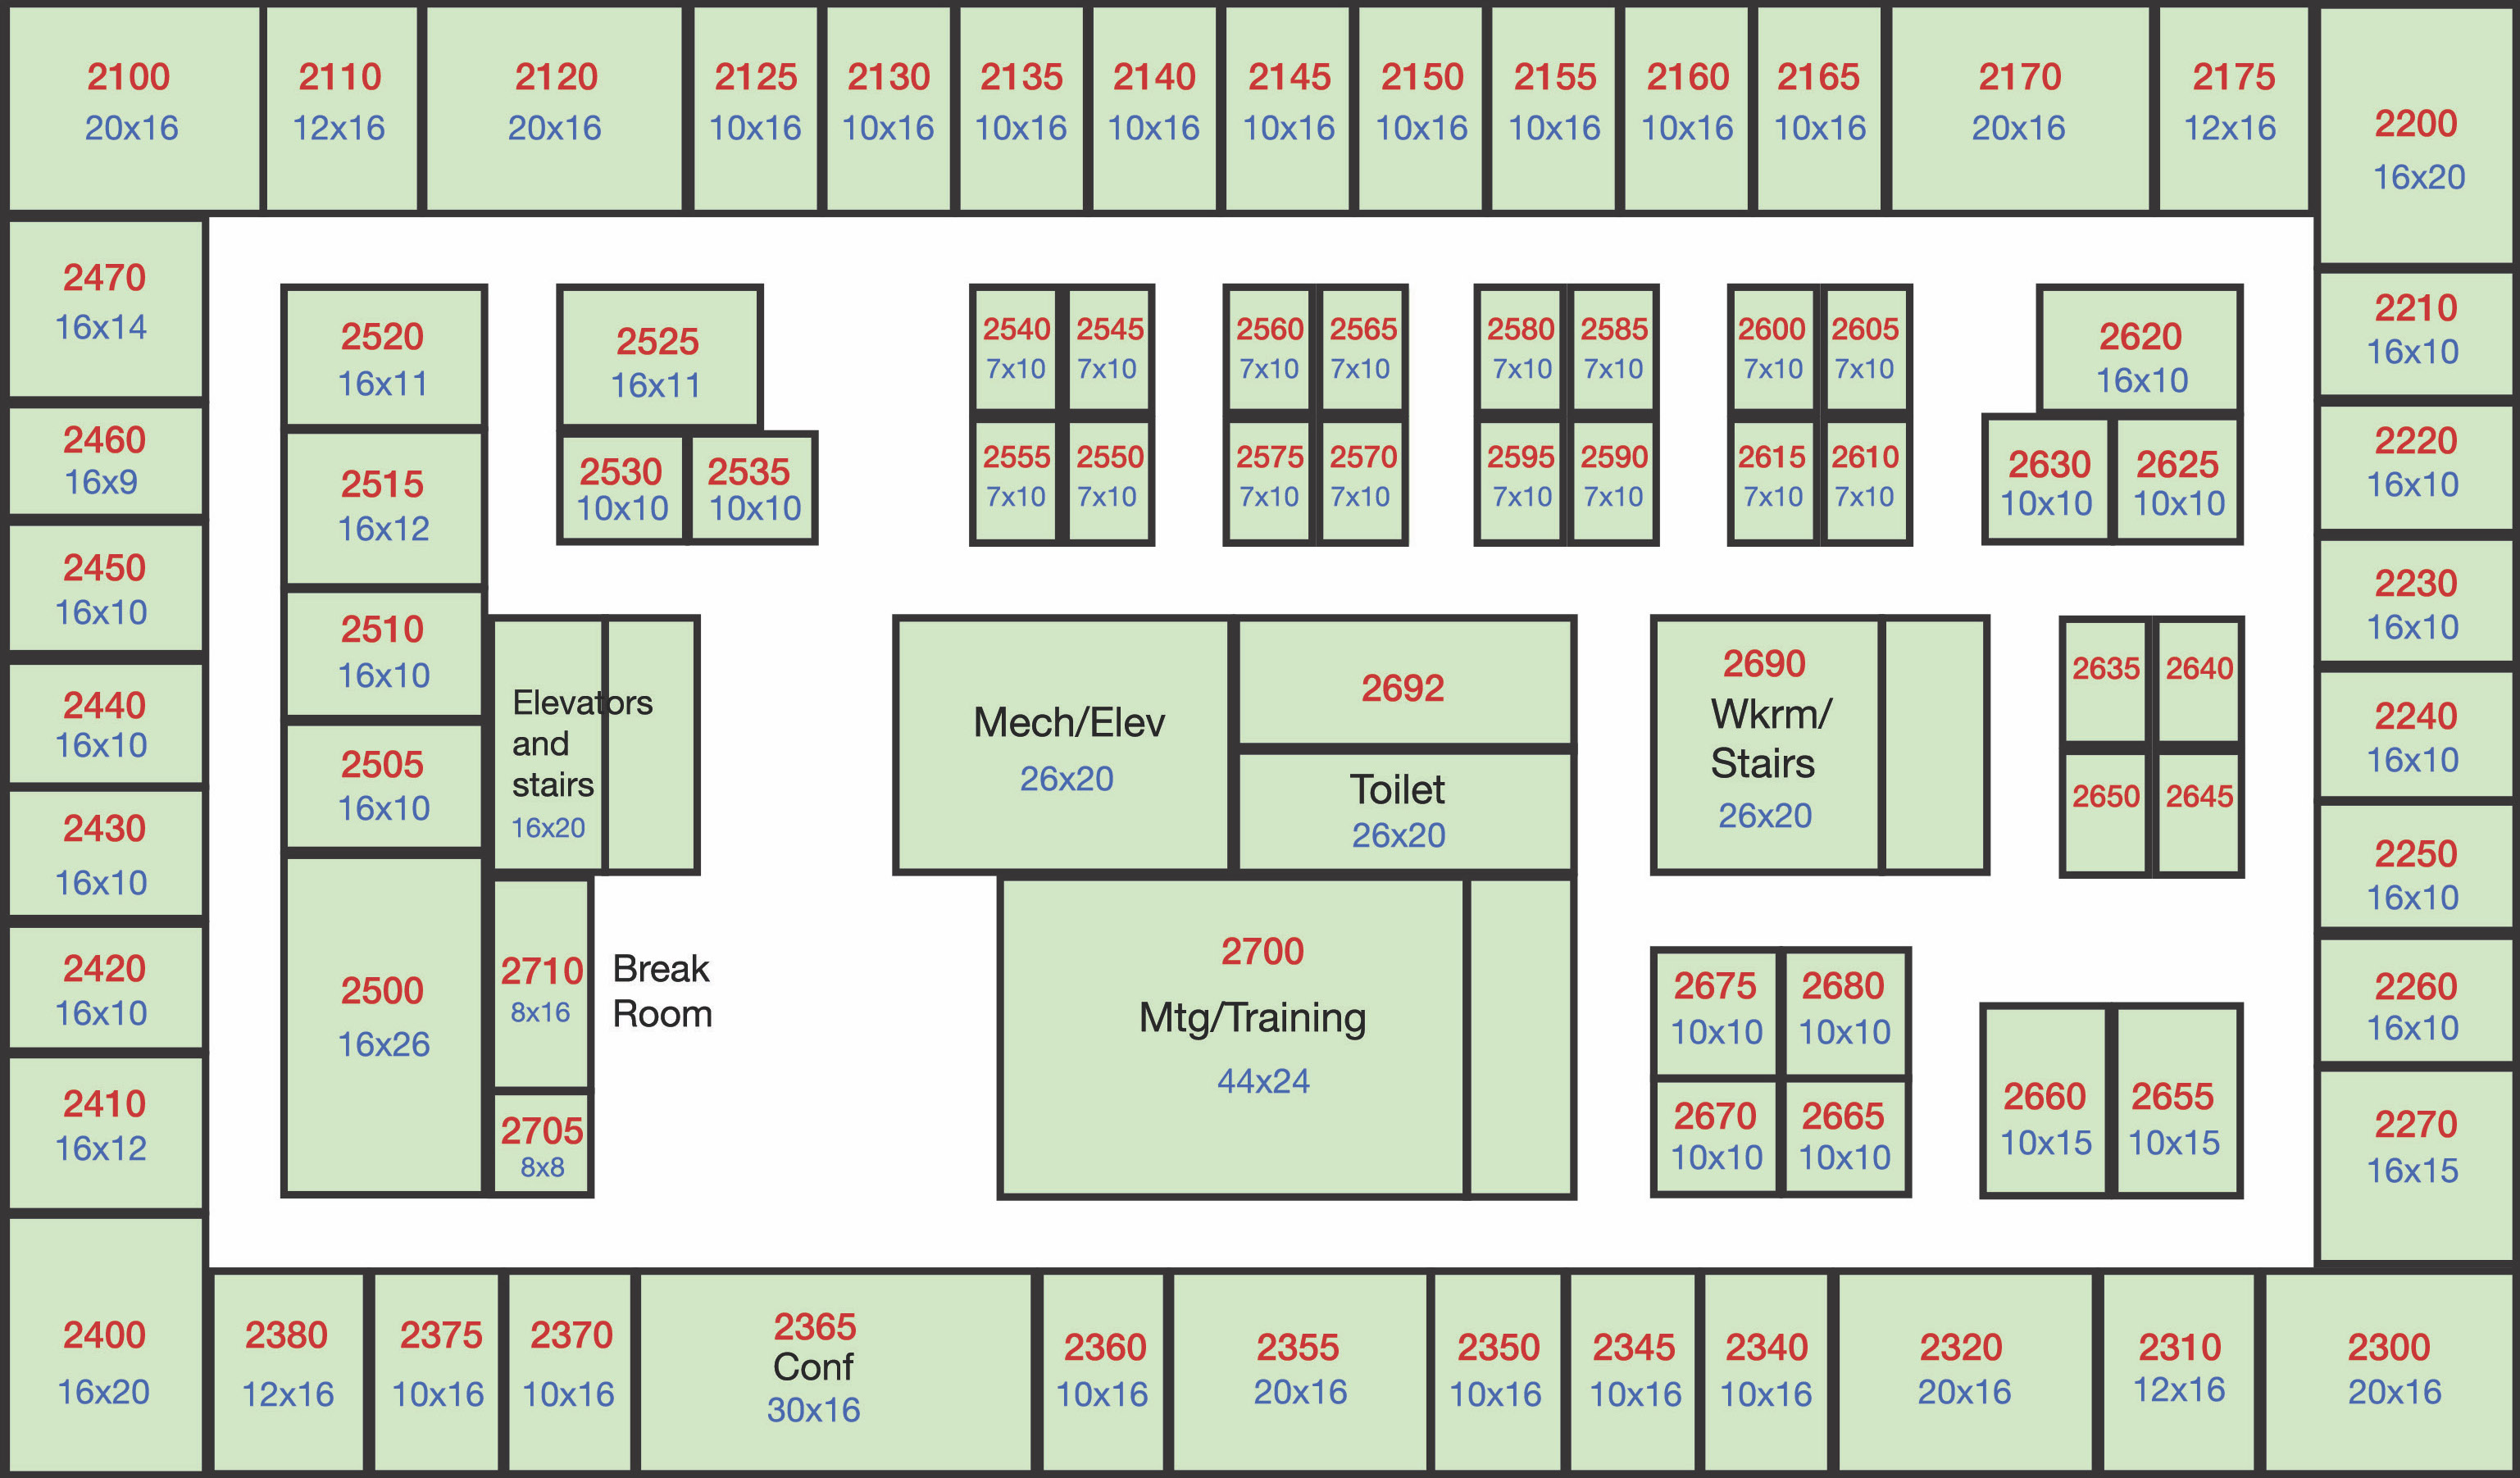 2100
20x16
2110
12x16
2120
20x16
2125
10x16
2130
10x16
2135
10x16
2140
10x16
2145
10x16
2150
10x16
2155
10x16
2160
10x16
2165
10x16
2170
20x16
2175
12x16
2200
16x20
2470
16x14
2460
16x9
2450
16x10
2440
16x10
2430
16x10
2420
16x10
2410
16x12
2400
16x20
2520
16x11
2515
16x12
2510
16x10
2505
16x10
2500
16x26
2525
16x11
2530
10x10
2535
10x10
Elevators
and
stairs
16x20
2710
8x16
Break
Room
2705
8x8
2540
7x10
2545
7x10
2555
7x10
2550
7x10
2560
7x10
2565
7x10
2575
7x10
2570
7x10
2580
7x10
2585
7x10
2595
7x10
2590
7x10
2600
7x10
2605
7x10
2615
7x10
2610
7x10
2620
16x10
2630
10x10
2625
10x10
Mech/Elev
26x20
2692
Toilet
26x20
2700
Mtg/Training
44x24
2690
Wkrm/
Stairs
26x20
2635
2640
2650
2645
2675
10x10
2680
10x10
2670
10x10
2665
10x10
2660
10x15
2655
10x15
2210
16x10
2220
16x10
2230
16x10
2240
16x10
2250
16x10
2260
16x10
2270
16x15
2380
12x16
2375
10x16
2370
10x16
2365
Conf
30x16
2360
10x16
2355
20x16
2350
10x16
2345
10x16
2340
10x16
2320
20x16
2310
12x16
2300
20x16